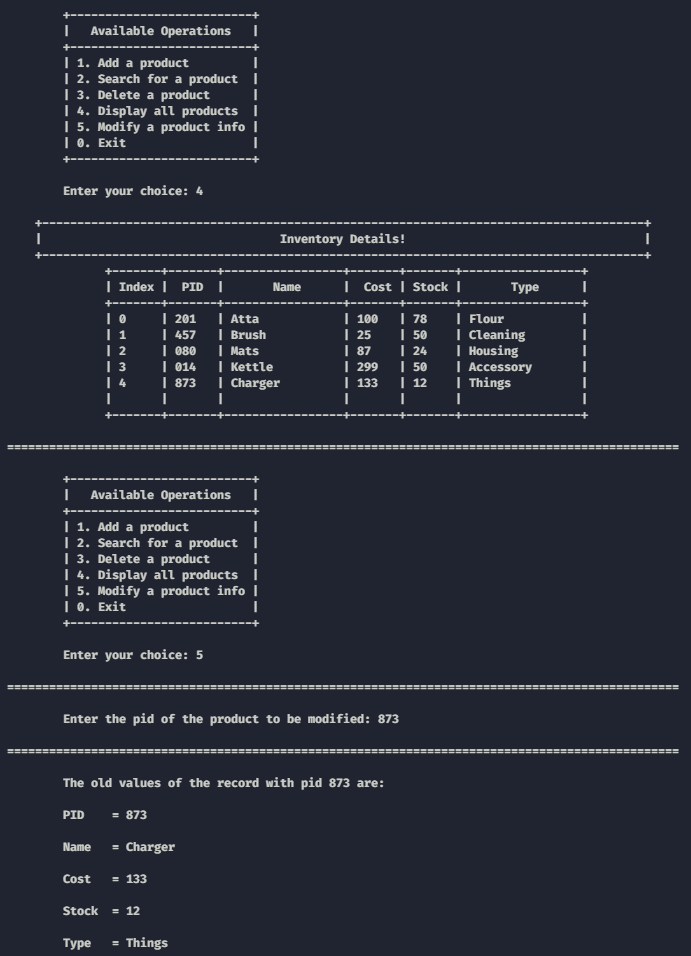 +--------------------------+
|   Available Operations   |
+--------------------------+
| 1. Add a product         |
| 2. Search for a product  |
| 3. Delete a product      |
| 4. Display all products  |
| 5. Modify a product info |
| 0. Exit                  |
+--------------------------+
Enter your choice: 4
+--------------------------------------------------------------------------------------+
|                                  Inventory Details!                                  |
+--------------------------------------------------------------------------------------+
+-------+-------+-----------------+-------+-------+-----------------+
| Index |  PID  |       Name      |  Cost | Stock |       Type      |
+-------+-------+-----------------+-------+-------+-----------------+
| 0     | 201   | Atta            | 100   | 78    | Flour           |
| 1     | 457   | Brush           | 25    | 50    | Cleaning        |
| 2     | 080   | Mats            | 87    | 24    | Housing         |
| 3     | 014   | Kettle          | 299   | 50    | Accessory       |
| 4     | 873   | Charger         | 133   | 12    | Things          |
|       |       |                 |       |       |                 |
+-------+-------+-----------------+-------+-------+-----------------+
================================================================================================
+--------------------------+
|   Available Operations   |
+--------------------------+
| 1. Add a product         |
| 2. Search for a product  |
| 3. Delete a product      |
| 4. Display all products  |
| 5. Modify a product info |
| 0. Exit                  |
+--------------------------+
Enter your choice: 5
================================================================================================
Enter the pid of the product to be modified: 873
================================================================================================
The old values of the record with pid 873 are:
PID    = 873
Name   = Charger
Cost   = 133
Stock  = 12
Type   = Things